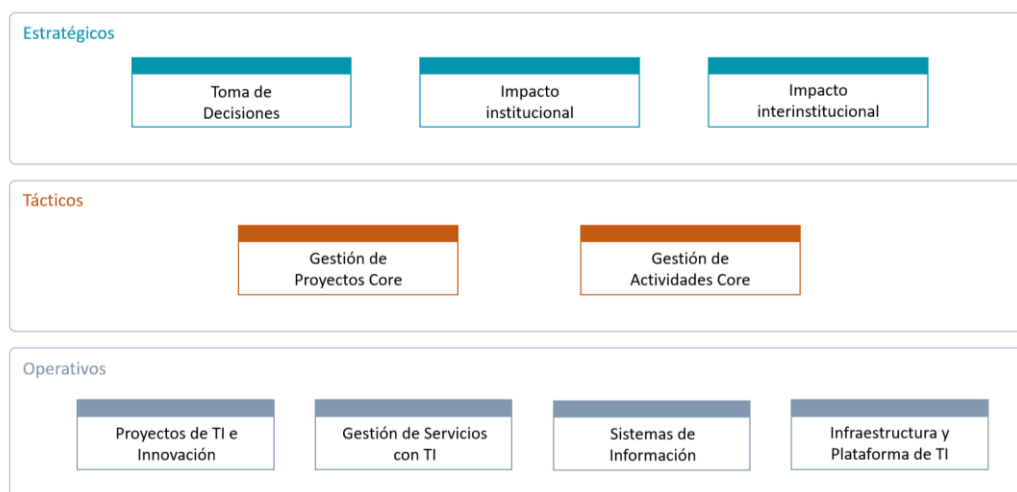 Estratégicos
Toma de
Decisiones
Impacto
institucional
Impacto
interinstitucional
Tácticos
Gestión de
Proyectos Core
Gestión de
Actividades Core
Operativos
Proyectos de TI e
Innovación
Gestión de Servicios
con TI
Sistemas de
Información
Infraestructura y
Plataforma de TI